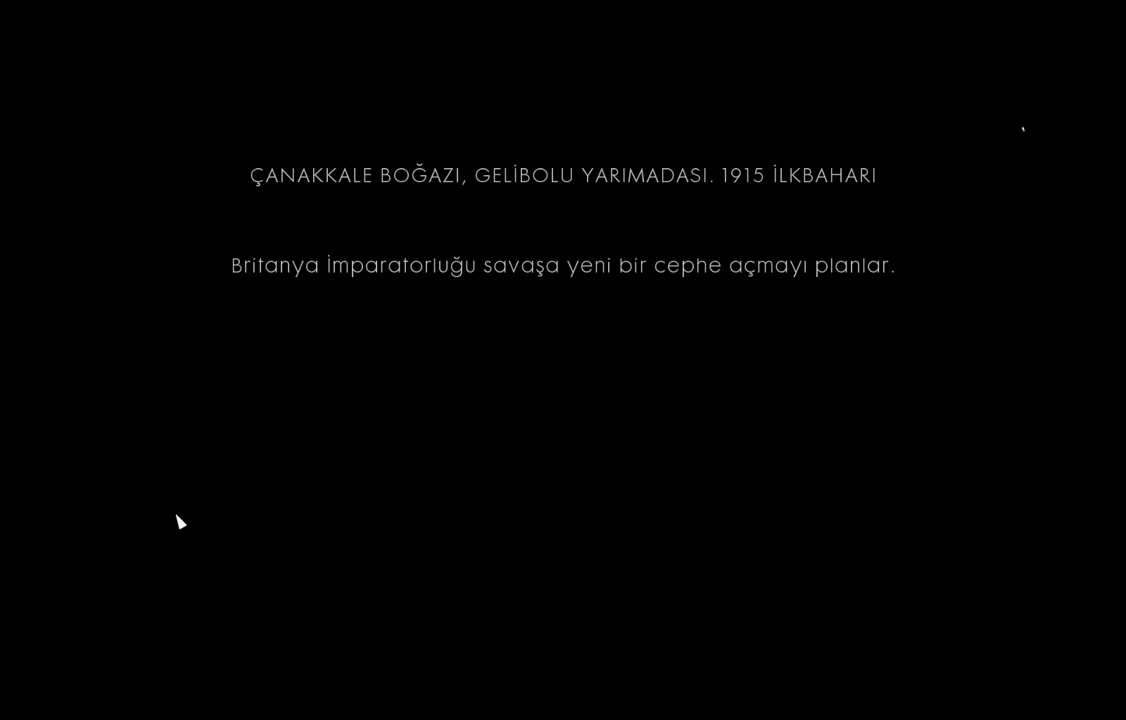 ÇANAKKALE BOĞAZI, GELİBOLU YARIMADASI. 1915 İLKBAHARI
Britanya İmparatorluğu savaşa yeni bir cephe açmayı planlar.